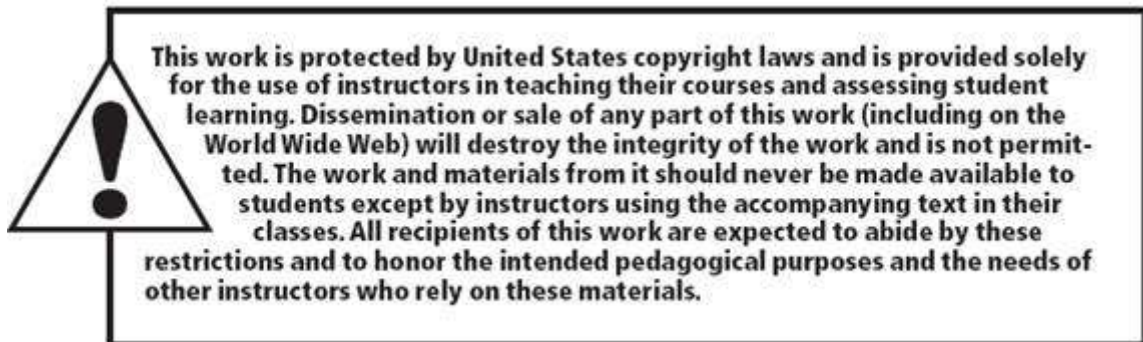 This work is protected by United States copyright laws and is provided solely
for the use of instructors in teaching their courses and assessing student
learning. Dissemination or sale of any part of this work (including on the
World Wide Web) will destroy the integrity of the work and is not permit-
ted. The work and materials from it should never be made available to
students except by instructors using the accompanying text in their
classes. All recipients of this work are expected to abide by these
restrictions and to honor the intended pedagogical purposes and the needs of
other instructors who rely on these materials.